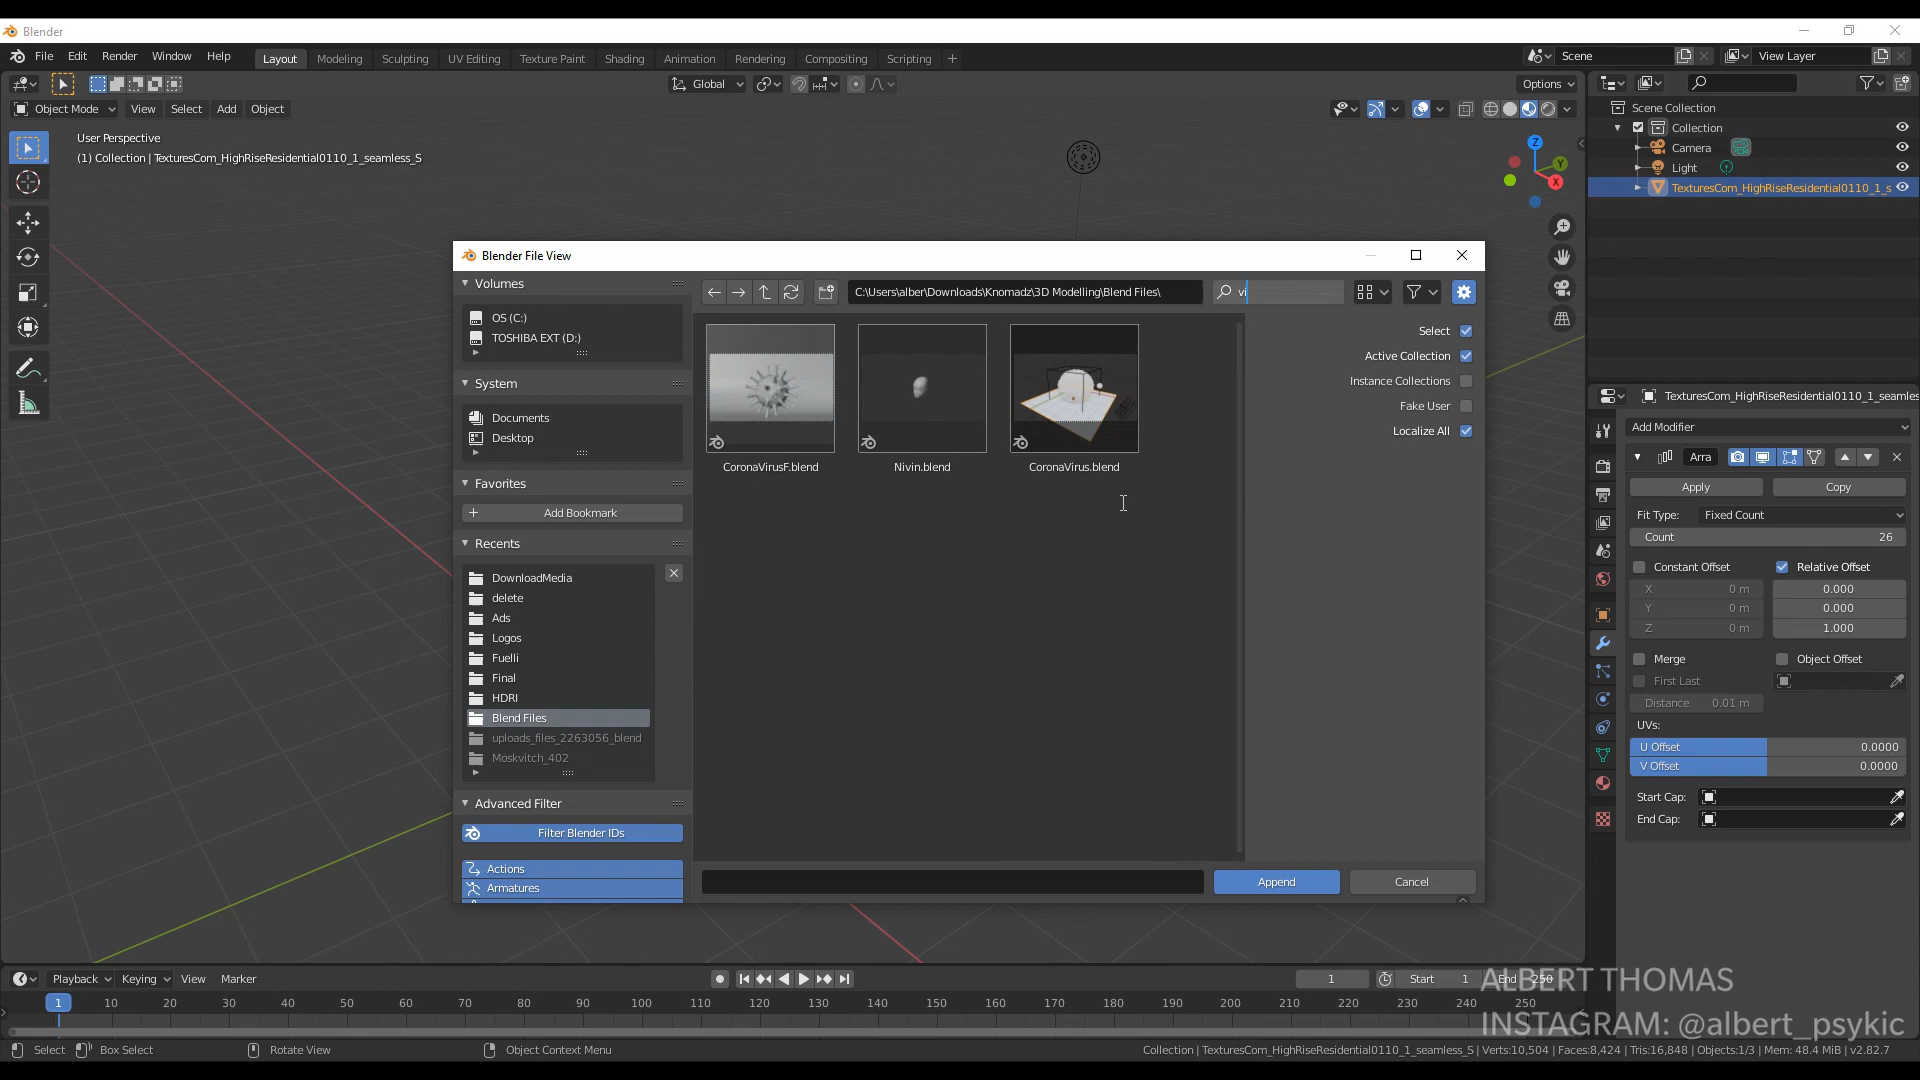 Blender
File Edit Render Window Help
Layout Modeling Sculpting UV Editing Texture Paint Shading Animation Rendering Compositing Scripting +
Scene
View Layer
Global
Options
Object Mode View Select Add Object
User Perspective
(1) Collection | TexturesCom_HighRiseResidential0110_1_seamless_S
Z
Y
X
Scene Collection
Collection
Camera
Light
TexturesCom_HighRiseResidential0110_1_s
Blender File View
Volumes
OS (C:)
TOSHIBA EXT (D:)
System
Documents
Desktop
Favorites
Add Bookmark
Recents
DownloadMedia
delete
Ads
Logos
Fuelli
Final
HDRI
Blend Files
uploads_files_2263056_blend
Moskvitch_402
Advanced Filter
Filter Blender IDs
Actions
Armatures
C:\Users\alber\Downloads\Knomadz\3D Modelling\Blend Files\
vi
CoronaVirusF.blend
Nivin.blend
CoronaVirus.blend
Select
Active Collection
Instance Collections
Fake User
Localize All
Append
Cancel
TexturesCom_HighRiseResidential0110_1_seamles
Add Modifier
Arra
Apply Copy
Fit Type: Fixed Count
Count 26
Constant Offset Relative Offset
X 0 m 0.000
Y 0 m 0.000
Z 0 m 1.000
Merge Object Offset
First Last
Distance 0.01 m
UVs:
U Offset 0.0000
V Offset 0.0000
Start Cap:
End Cap:
Playback Keying View Marker
1
Start 1
End 250
1 10 20 30 40 50 60 70 80 90 100 110 120 130 140 150 160 170 180 190 200 210 220 230 240 250
ALBERT THOMAS
INSTAGRAM: @albert_psykic
Select Box Select Rotate View Object Context Menu
Collection | TexturesCom_HighRiseResidential0110_1_seamless_S | Verts:10,504 | Faces:8,424 | Tris:16,848 | Objects:1/3 | Mem: 48.4 MiB | v2.82.7